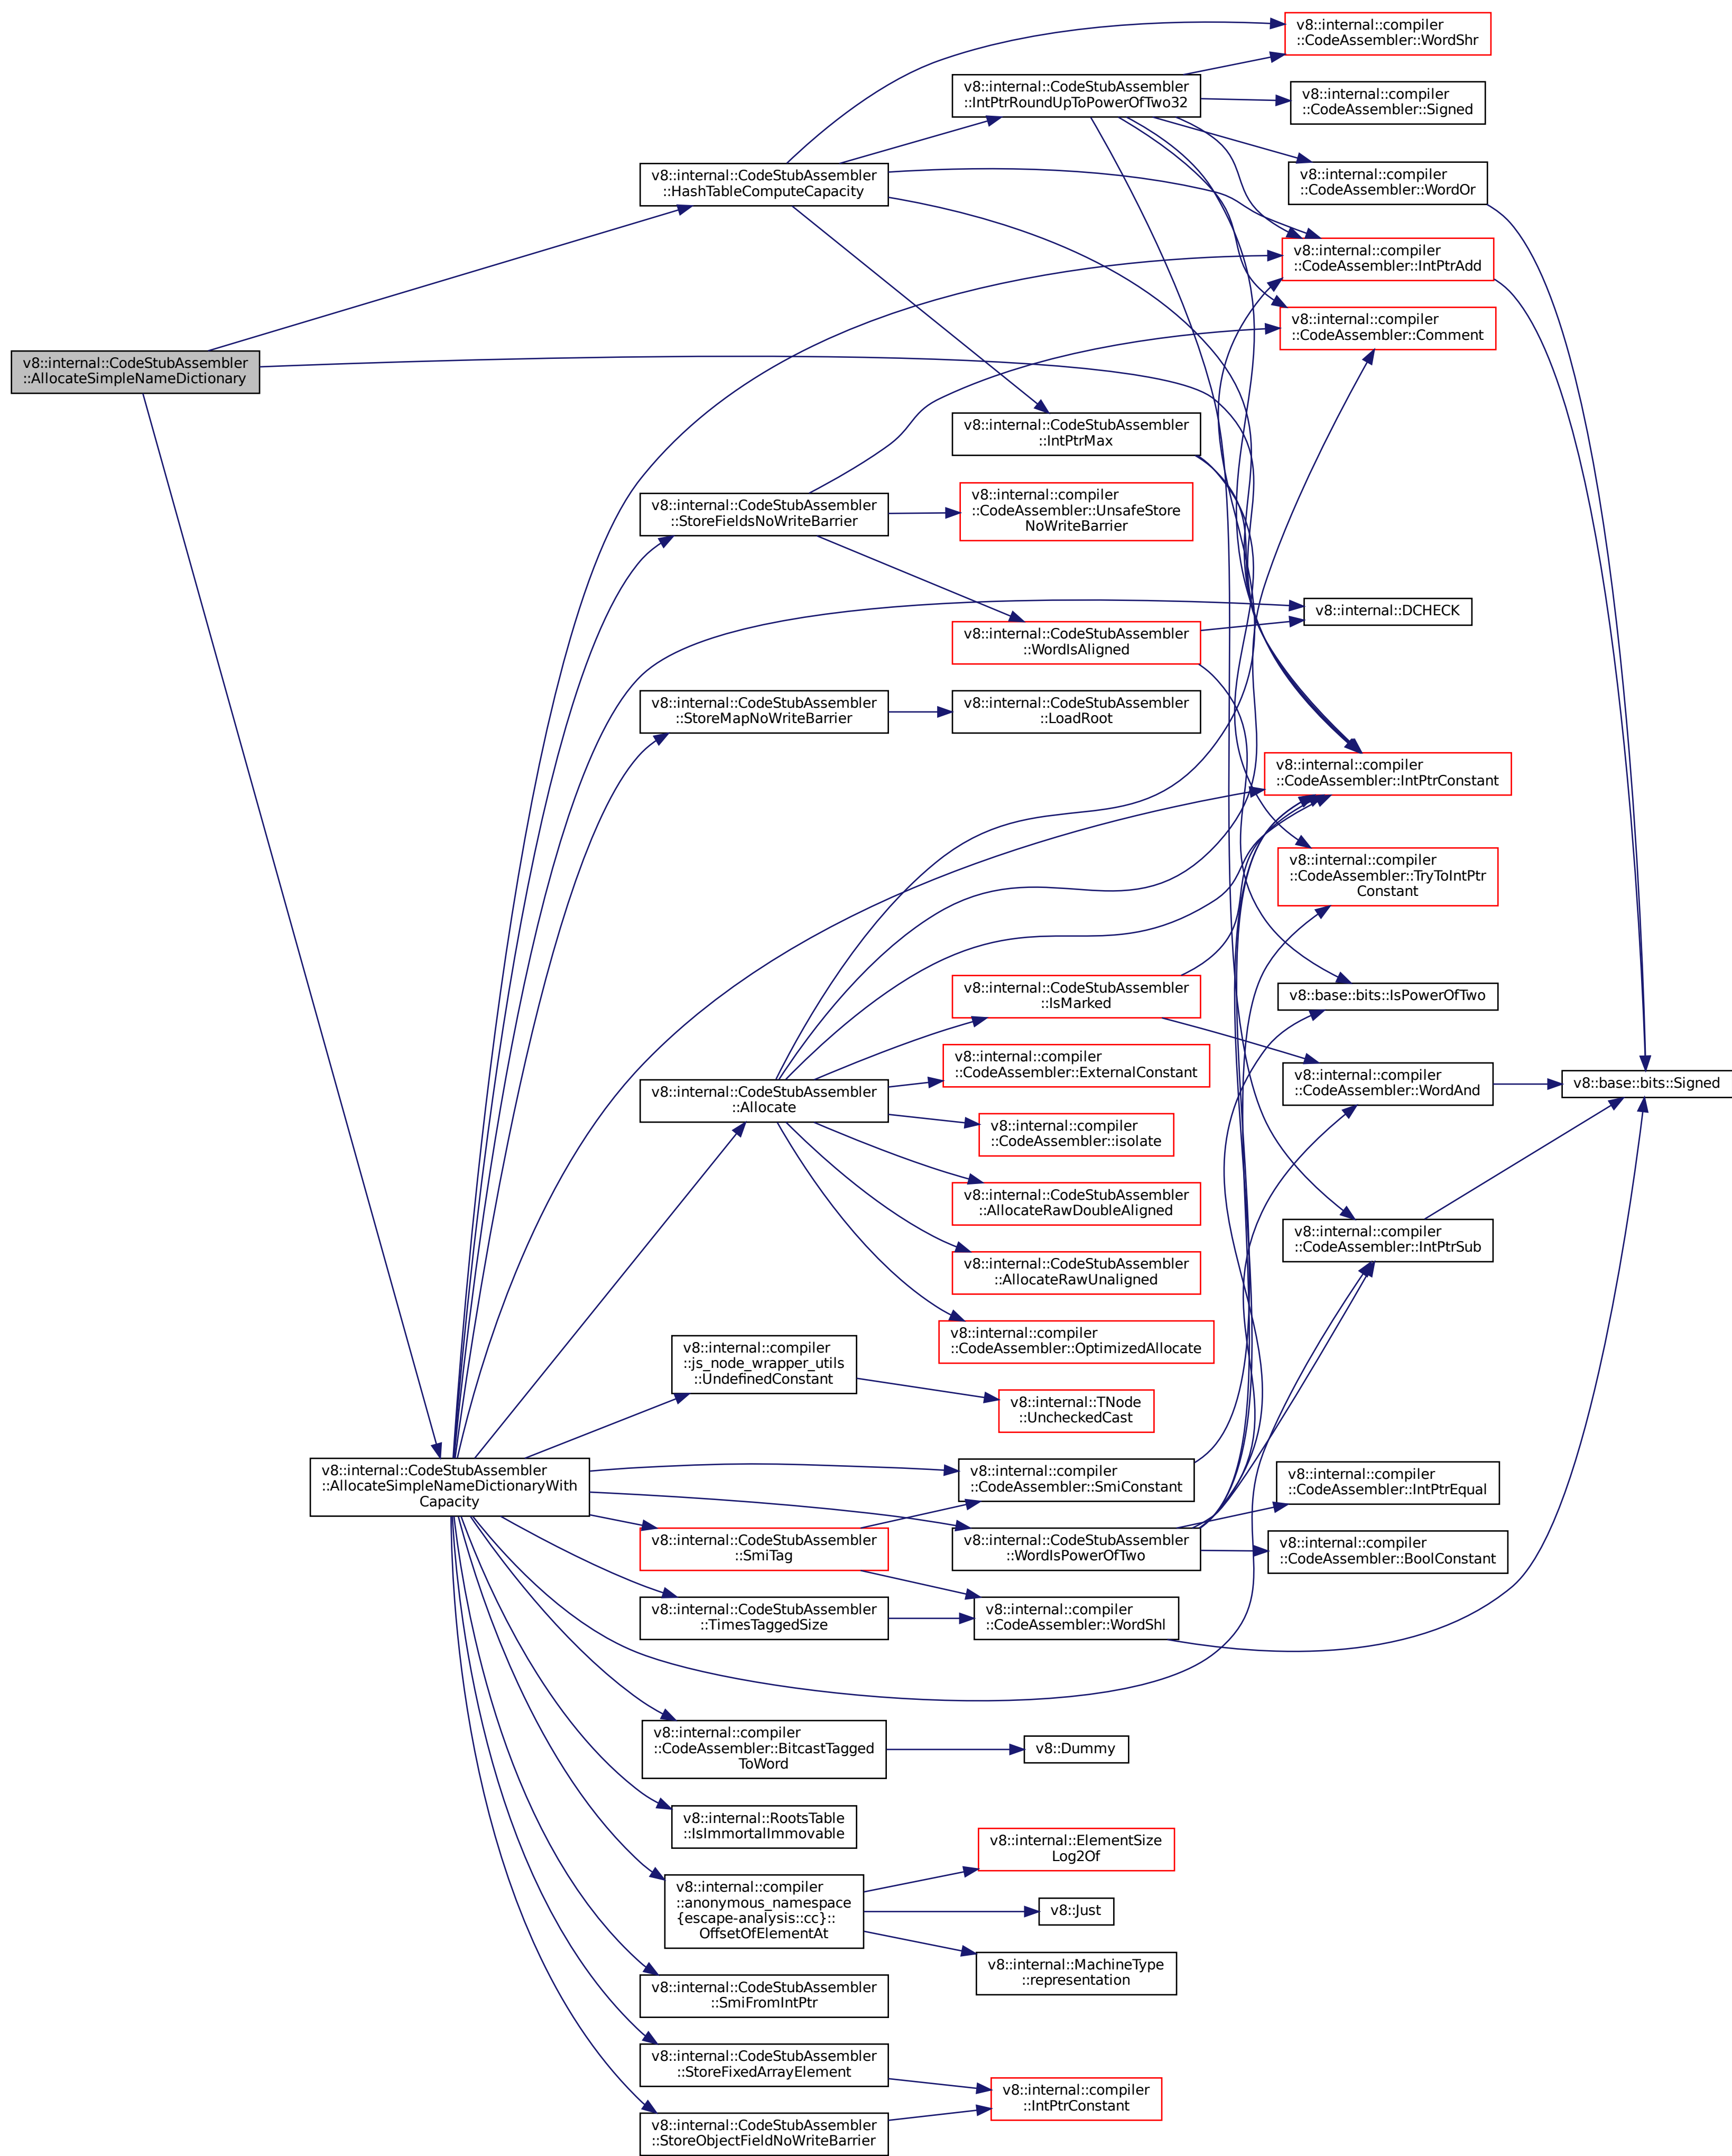 v8::internal::compiler
::CodeAssembler::WordShr
v8::internal::CodeStubAssembler
::IntPtrRoundUpToPowerOfTwo32
v8::internal::compiler
::CodeAssembler::Signed
v8::internal::CodeStubAssembler
::HashTableComputeCapacity
v8::internal::compiler
::CodeAssembler::WordOr
v8::internal::compiler
::CodeAssembler::IntPtrAdd
v8::internal::compiler
::CodeAssembler::Comment
v8::internal::CodeStubAssembler
::AllocateSimpleNameDictionary
v8::internal::CodeStubAssembler
::IntPtrMax
v8::internal::CodeStubAssembler
::StoreFieldsNoWriteBarrier
v8::internal::compiler
::CodeAssembler::UnsafeStore
NoWriteBarrier
v8::internal::DCHECK
v8::internal::CodeStubAssembler
::WordIsAligned
v8::internal::CodeStubAssembler
::StoreMapNoWriteBarrier
v8::internal::CodeStubAssembler
::LoadRoot
v8::internal::compiler
::CodeAssembler::IntPtrConstant
v8::internal::compiler
::CodeAssembler::TryToIntPtr
Constant
v8::internal::CodeStubAssembler
::IsMarked
v8::base::bits::IsPowerOfTwo
v8::internal::compiler
::CodeAssembler::ExternalConstant
v8::internal::compiler
::CodeAssembler::WordAnd
v8::base::bits::Signed
v8::internal::CodeStubAssembler
::Allocate
v8::internal::compiler
::CodeAssembler::isolate
v8::internal::CodeStubAssembler
::AllocateRawDoubleAligned
v8::internal::compiler
::CodeAssembler::IntPtrSub
v8::internal::CodeStubAssembler
::AllocateRawUnaligned
v8::internal::compiler
::CodeAssembler::OptimizedAllocate
v8::internal::compiler
::js_node_wrapper_utils
::UndefinedConstant
v8::internal::TNode
::UncheckedCast
v8::internal::CodeStubAssembler
::AllocateSimpleNameDictionaryWith
Capacity
v8::internal::compiler
::CodeAssembler::SmiConstant
v8::internal::compiler
::CodeAssembler::IntPtrEqual
v8::internal::CodeStubAssembler
::SmiTag
v8::internal::CodeStubAssembler
::WordIsPowerOfTwo
v8::internal::compiler
::CodeAssembler::BoolConstant
v8::internal::CodeStubAssembler
::TimesTaggedSize
v8::internal::compiler
::CodeAssembler::WordShl
v8::internal::compiler
::CodeAssembler::BitcastTagged
ToWord
v8::Dummy
v8::internal::RootsTable
::IsImmortalImmovable
v8::internal::ElementSize
Log2Of
v8::internal::compiler
::anonymous_namespace
{escape-analysis::cc}::
OffsetOfElementAt
v8::Just
v8::internal::MachineType
::representation
v8::internal::CodeStubAssembler
::SmiFromIntPtr
v8::internal::CodeStubAssembler
::StoreFixedArrayElement
v8::internal::compiler
::IntPtrConstant
v8::internal::CodeStubAssembler
::StoreObjectFieldNoWriteBarrier